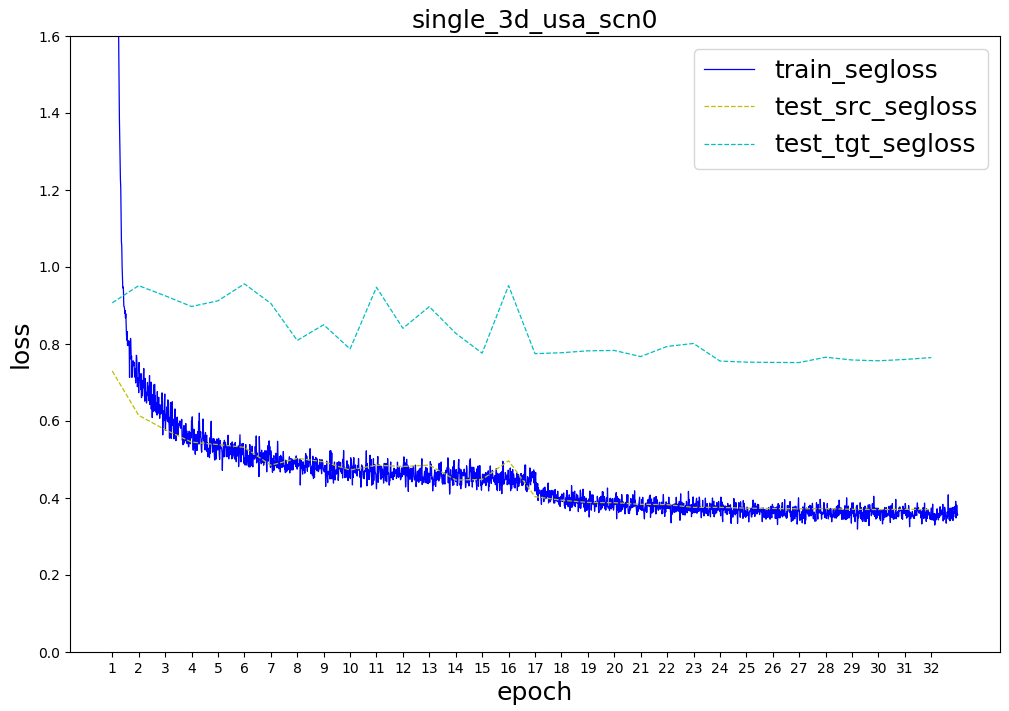 single_3d_usa_scn0
train_segloss
test_src_segloss
test_tgt_segloss
loss
1.6
1.4
1.2
1.0
0.8
0.6
0.4
0.2
0.0
1 2 3 4 5 6 7 8 9 10 11 12 13 14 15 16 17 18 19 20 21 22 23 24 25 26 27 28 29 30 31 32
epoch